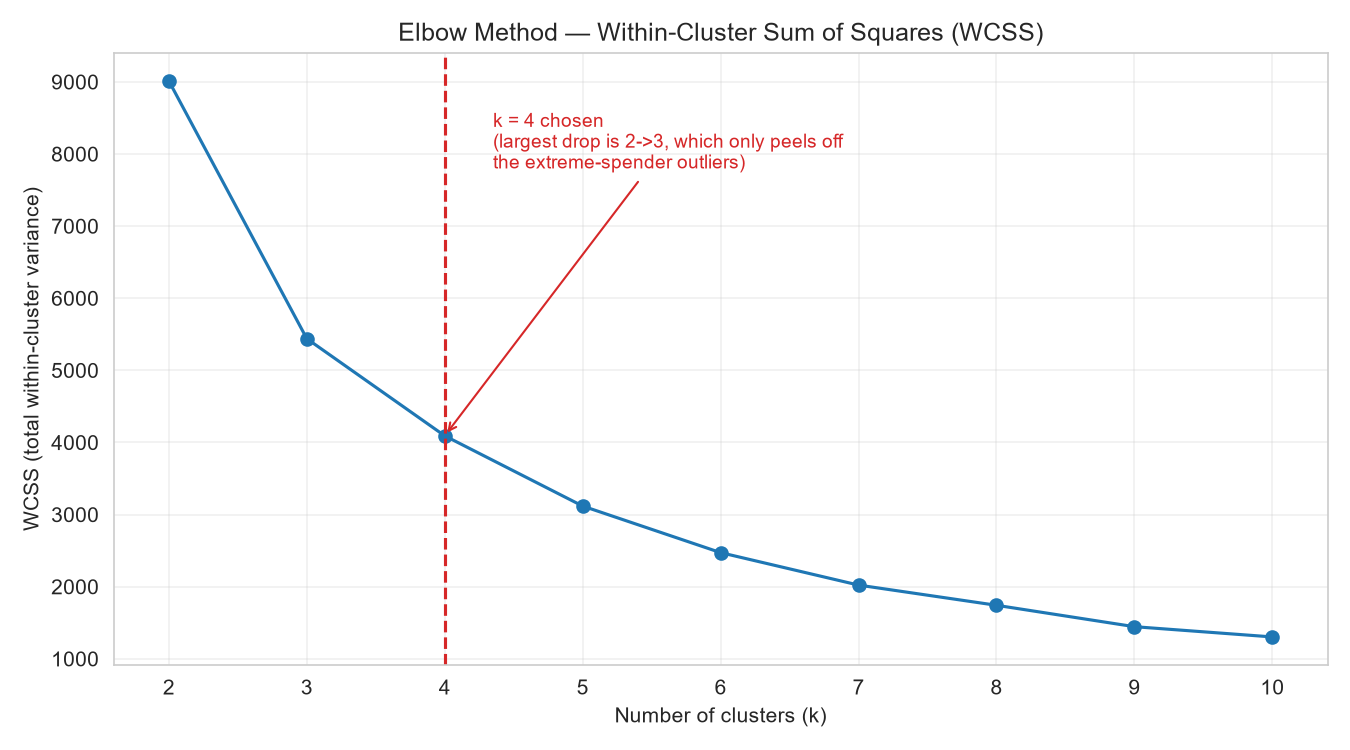 Elbow Method — Within-Cluster Sum of Squares (WCSS)
WCSS (total within-cluster variance)
9000
8000
7000
6000
5000
4000
3000
2000
1000
k = 4 chosen
(largest drop is 2->3, which only peels off
the extreme-spender outliers)
2 3 4 5 6 7 8 9 10
Number of clusters (k)